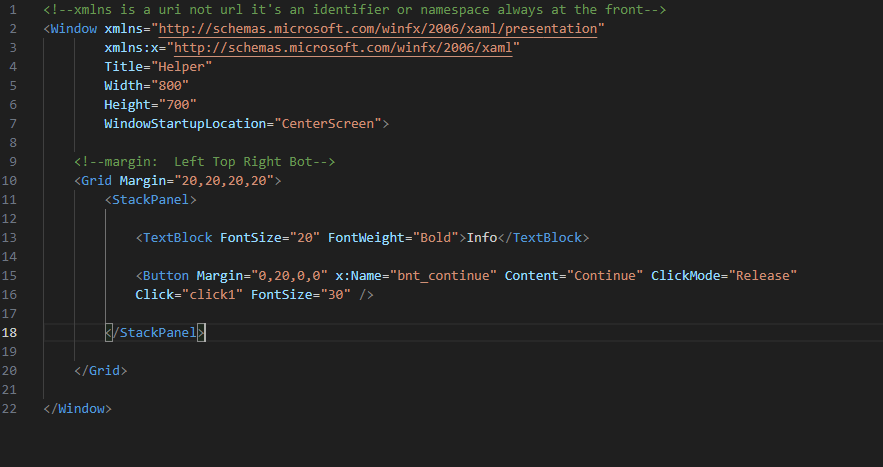 1 <!--xmlns is a uri not url it's an identifier or namespace always at the front-->
2 <Window xmlns="http://schemas.microsoft.com/winfx/2006/xaml/presentation"
3 xmlns:x="http://schemas.microsoft.com/winfx/2006/xaml"
4 Title="Helper"
5 Width="800"
6 Height="700"
7 WindowStartupLocation="CenterScreen">
8
9 <!--margin:  Left Top Right Bot-->
10 <Grid Margin="20,20,20,20">
11 <StackPanel>
12
13 <TextBlock FontSize="20" FontWeight="Bold">Info</TextBlock>
14
15 <Button Margin="0,20,0,0" x:Name="bnt_continue" Content="Continue" ClickMode="Release"
16 Click="click1" FontSize="30" />
17
18 </StackPanel>
19
20 </Grid>
21
22 </Window>